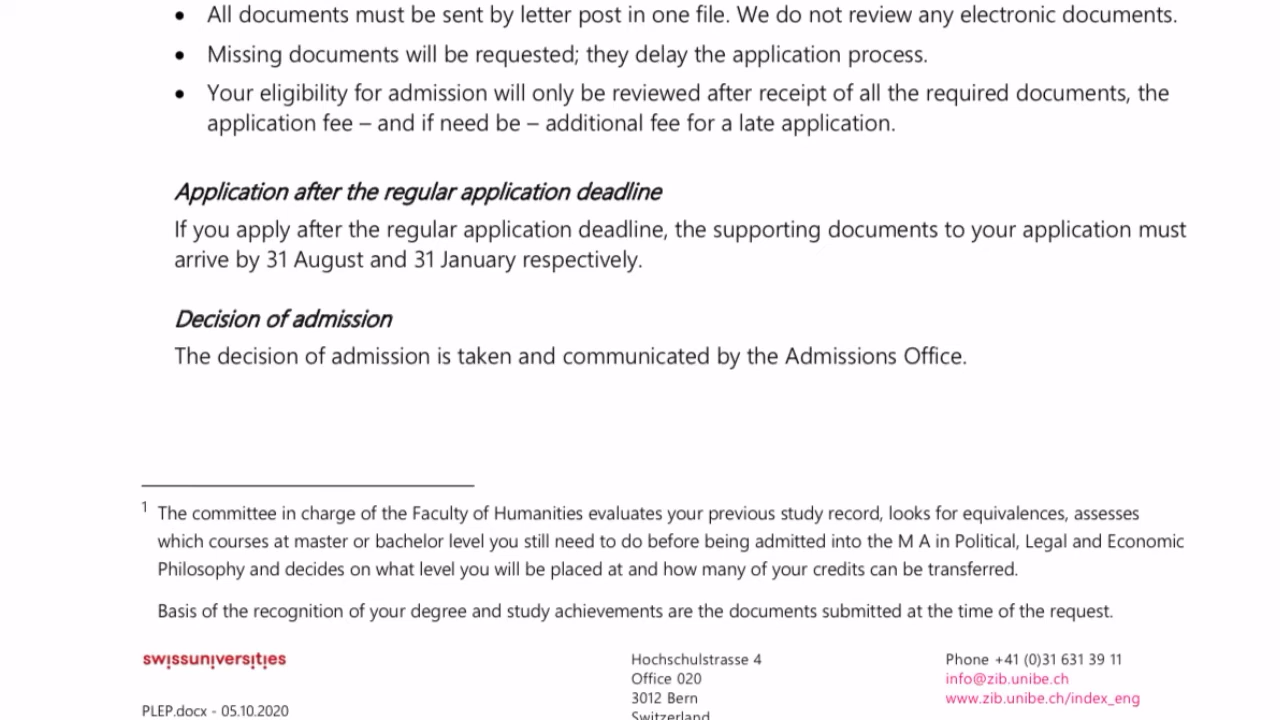 • All documents must be sent by letter post in one file. We do not review any electronic documents.
• Missing documents will be requested; they delay the application process.
• Your eligibility for admission will only be reviewed after receipt of all the required documents, the
application fee – and if need be – additional fee for a late application.
Application after the regular application deadline
If you apply after the regular application deadline, the supporting documents to your application must
arrive by 31 August and 31 January respectively.
Decision of admission
The decision of admission is taken and communicated by the Admissions Office.
1 The committee in charge of the Faculty of Humanities evaluates your previous study record, looks for equivalences, assesses
which courses at master or bachelor level you still need to do before being admitted into the M A in Political, Legal and Economic
Philosophy and decides on what level you will be placed at and how many of your credits can be transferred.
Basis of the recognition of your degree and study achievements are the documents submitted at the time of the request.
swissuniversities
Hochschulstrasse 4
Office 020
3012 Bern
Switzerland
Phone +41 (0)31 631 39 11
info@zib.unibe.ch
www.zib.unibe.ch/index_eng
PLEP.docx - 05.10.2020